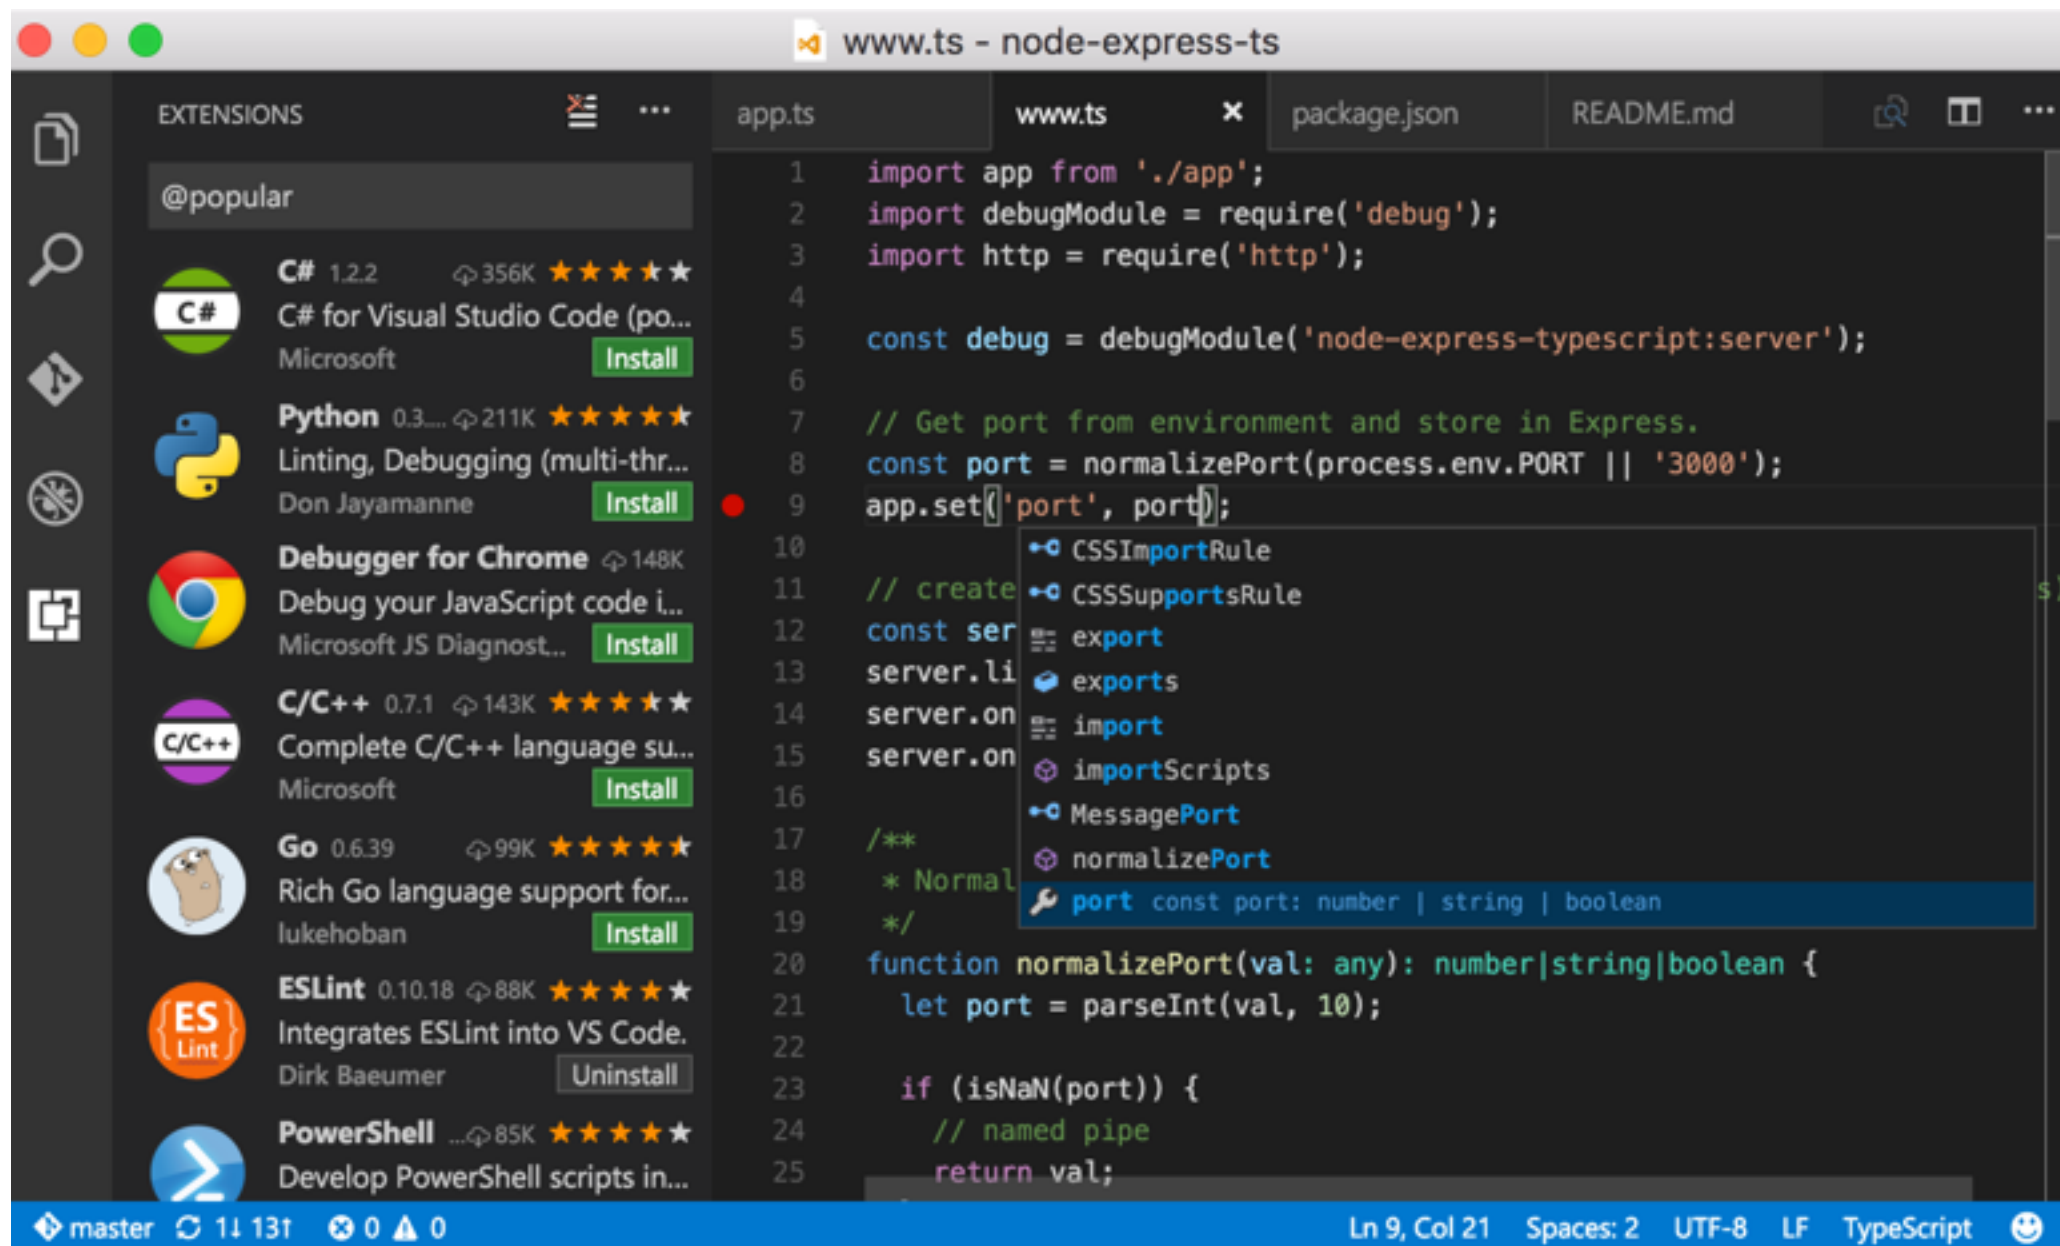 www.ts - node-express-ts
EXTENSIONS
@popular
C# 1.2.2 356K
C# for Visual Studio Code (po...
Microsoft Install
C#
Python 0.3.... 211K
Linting, Debugging (multi-thr...
Don Jayamanne Install
Debugger for Chrome 148K
Debug your JavaScript code i...
Microsoft JS Diagnost... Install
C/C++ 0.7.1 143K
Complete C/C++ language su...
Microsoft Install
C/C++
Go 0.6.39 99K
Rich Go language support for...
lukehoban Install
ESLint 0.10.18 88K
Integrates ESLint into VS Code.
Dirk Baeumer Uninstall
{ES
Lint}
PowerShell ... 85K
Develop PowerShell scripts in...
app.ts www.ts × package.json README.md
1 import app from './app';
2 import debugModule = require('debug');
3 import http = require('http');
4
5 const debug = debugModule('node-express-typescript:server');
6
7 // Get port from environment and store in Express.
8 const port = normalizePort(process.env.PORT || '3000');
9 app.set('port', port);
10
11 // create s)
12 const ser
13 server.li
14 server.on
15 server.on
16
17 /**
18 * Normal
19 */
CSSImportRule
CSSSupportsRule
export
exports
import
importScripts
MessagePort
normalizePort
port const port: number | string | boolean
20 function normalizePort(val: any): number|string|boolean {
21 let port = parseInt(val, 10);
22
23 if (isNaN(port)) {
24 // named pipe
25 return val;
master 1↓ 13↑ 0 0 Ln 9, Col 21 Spaces: 2 UTF-8 LF TypeScript